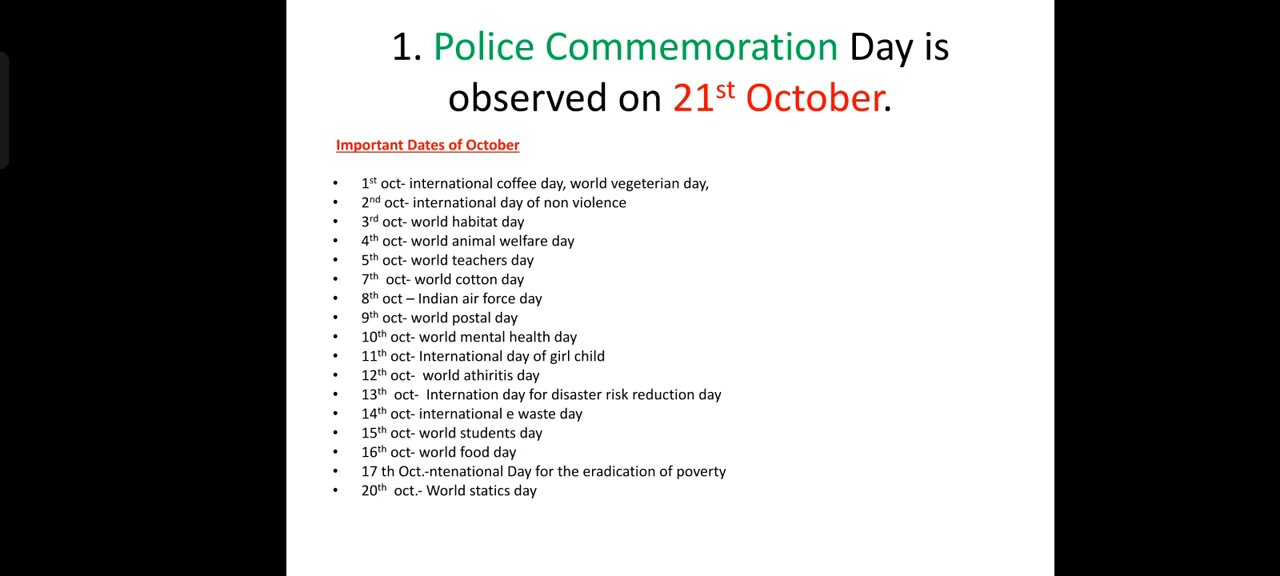 1. Police Commemoration Day is
observed on 21st October.
Important Dates of October
• 1st oct- international coffee day, world vegeterian day,
• 2nd oct- international day of non violence
• 3rd oct- world habitat day
• 4th oct- world animal welfare day
• 5th oct- world teachers day
• 7th oct- world cotton day
• 8th oct – Indian air force day
• 9th oct- world postal day
• 10th oct- world mental health day
• 11th oct- International day of girl child
• 12th oct- world athiritis day
• 13th oct- Internation day for disaster risk reduction day
• 14th oct- international e waste day
• 15th oct- world students day
• 16th oct- world food day
• 17 th Oct.-ntenational Day for the eradication of poverty
• 20th oct.- World statics day